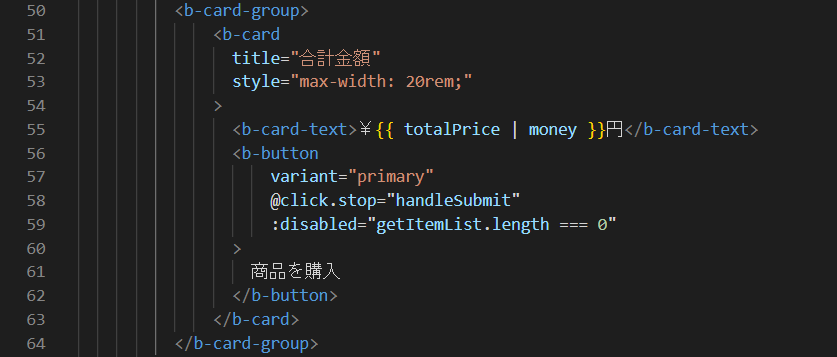 50 <b-card-group>
51 <b-card
52 title="合計金額"
53 style="max-width: 20rem;"
54 >
55 <b-card-text>¥{{ totalPrice | money }}円</b-card-text>
56 <b-button
57 variant="primary"
58 @click.stop="handleSubmit"
59 :disabled="getItemList.length === 0"
60 >
61 商品を購入
62 </b-button>
63 </b-card>
64 </b-card-group>